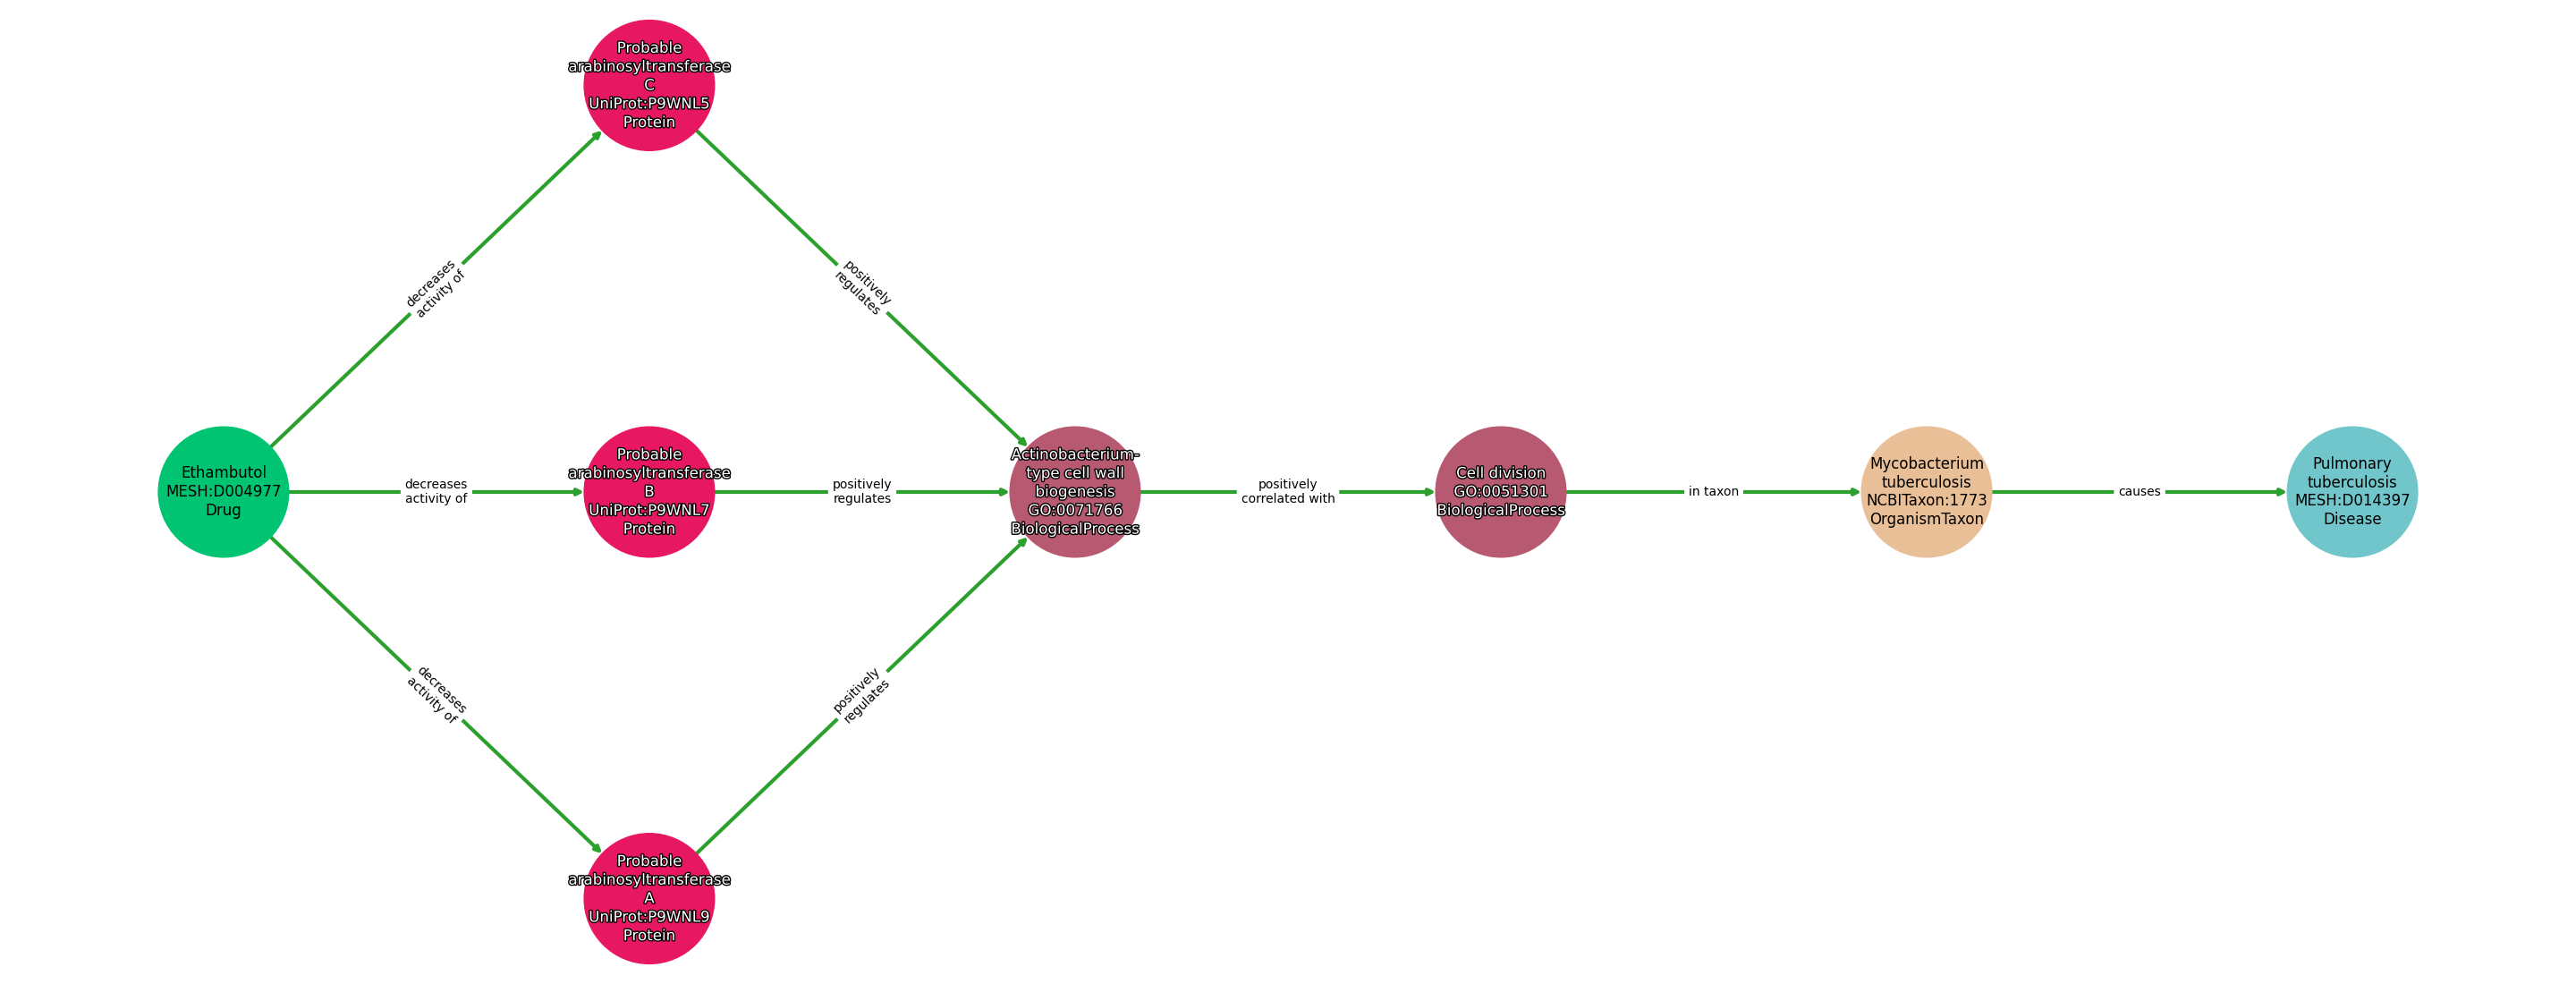 Probable
arabinosyltransferase
C
UniProt:P9WNL5
Protein
decreases
activity of
positively
regulates
Ethambutol
MESH:D004977
Drug
decreases
activity of
Probable
arabinosyltransferase
B
UniProt:P9WNL7
Protein
positively
regulates
Actinobacterium-
type cell wall
biogenesis
GO:0071766
BiologicalProcess
positively
correlated with
Cell division
GO:0051301
BiologicalProcess
in taxon
Mycobacterium
tuberculosis
NCBITaxon:1773
OrganismTaxon
causes
Pulmonary
tuberculosis
MESH:D014397
Disease
decreases
activity of
positively
regulates
Probable
arabinosyltransferase
A
UniProt:P9WNL9
Protein